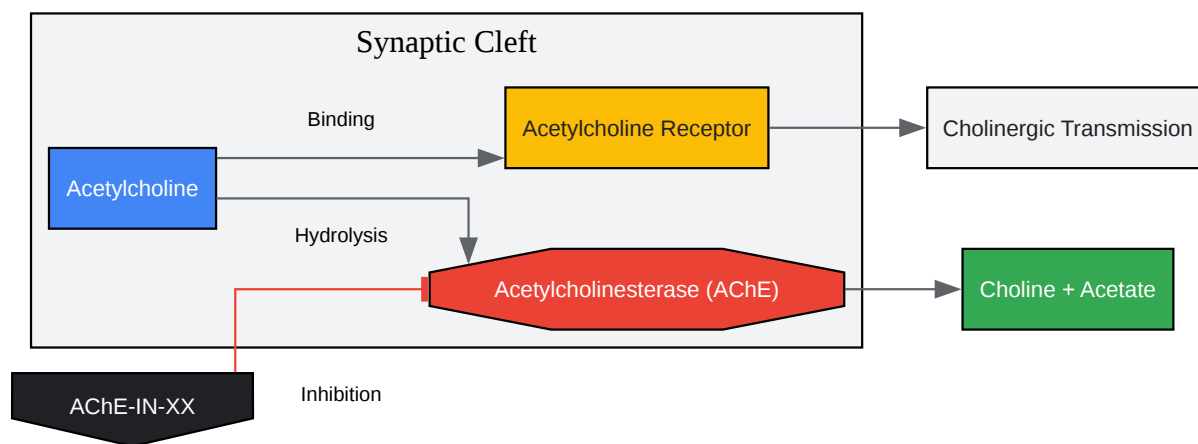 Synaptic Cleft
Binding
Acetylcholine Receptor
Cholinergic Transmission
Acetylcholine
Hydrolysis
Acetylcholinesterase (AChE)
Choline + Acetate
Inhibition
AChE-IN-XX